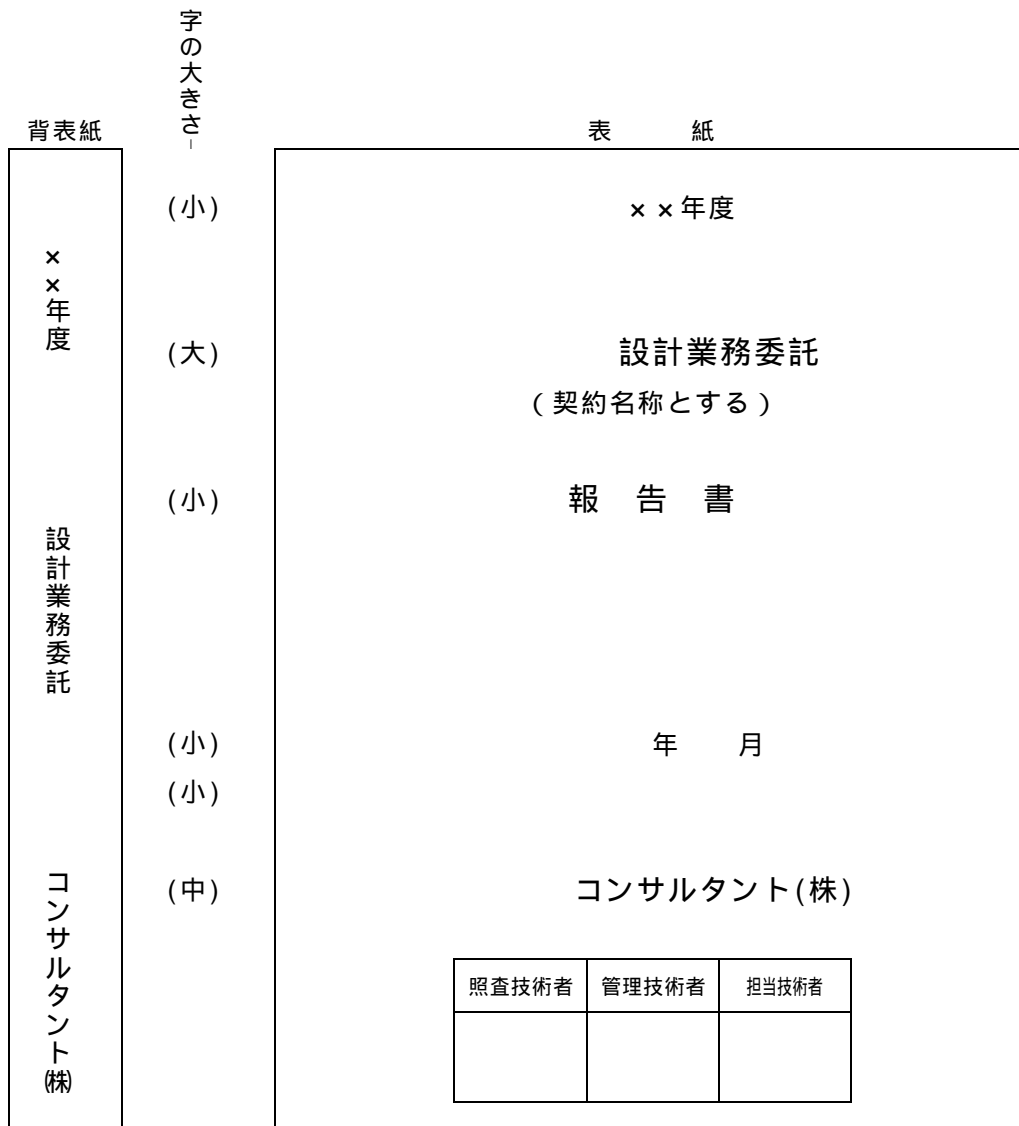 字の大きさ
背表紙
表 紙
××年度
設計業務委託
コンサルタント(株)
(小)
××年度
(大)
設計業務委託
(契約名称とする)
(小)
報 告 書
(小)
年 月
(小)
(中)
コンサルタント(株)
照査技術者 管理技術者 担当技術者